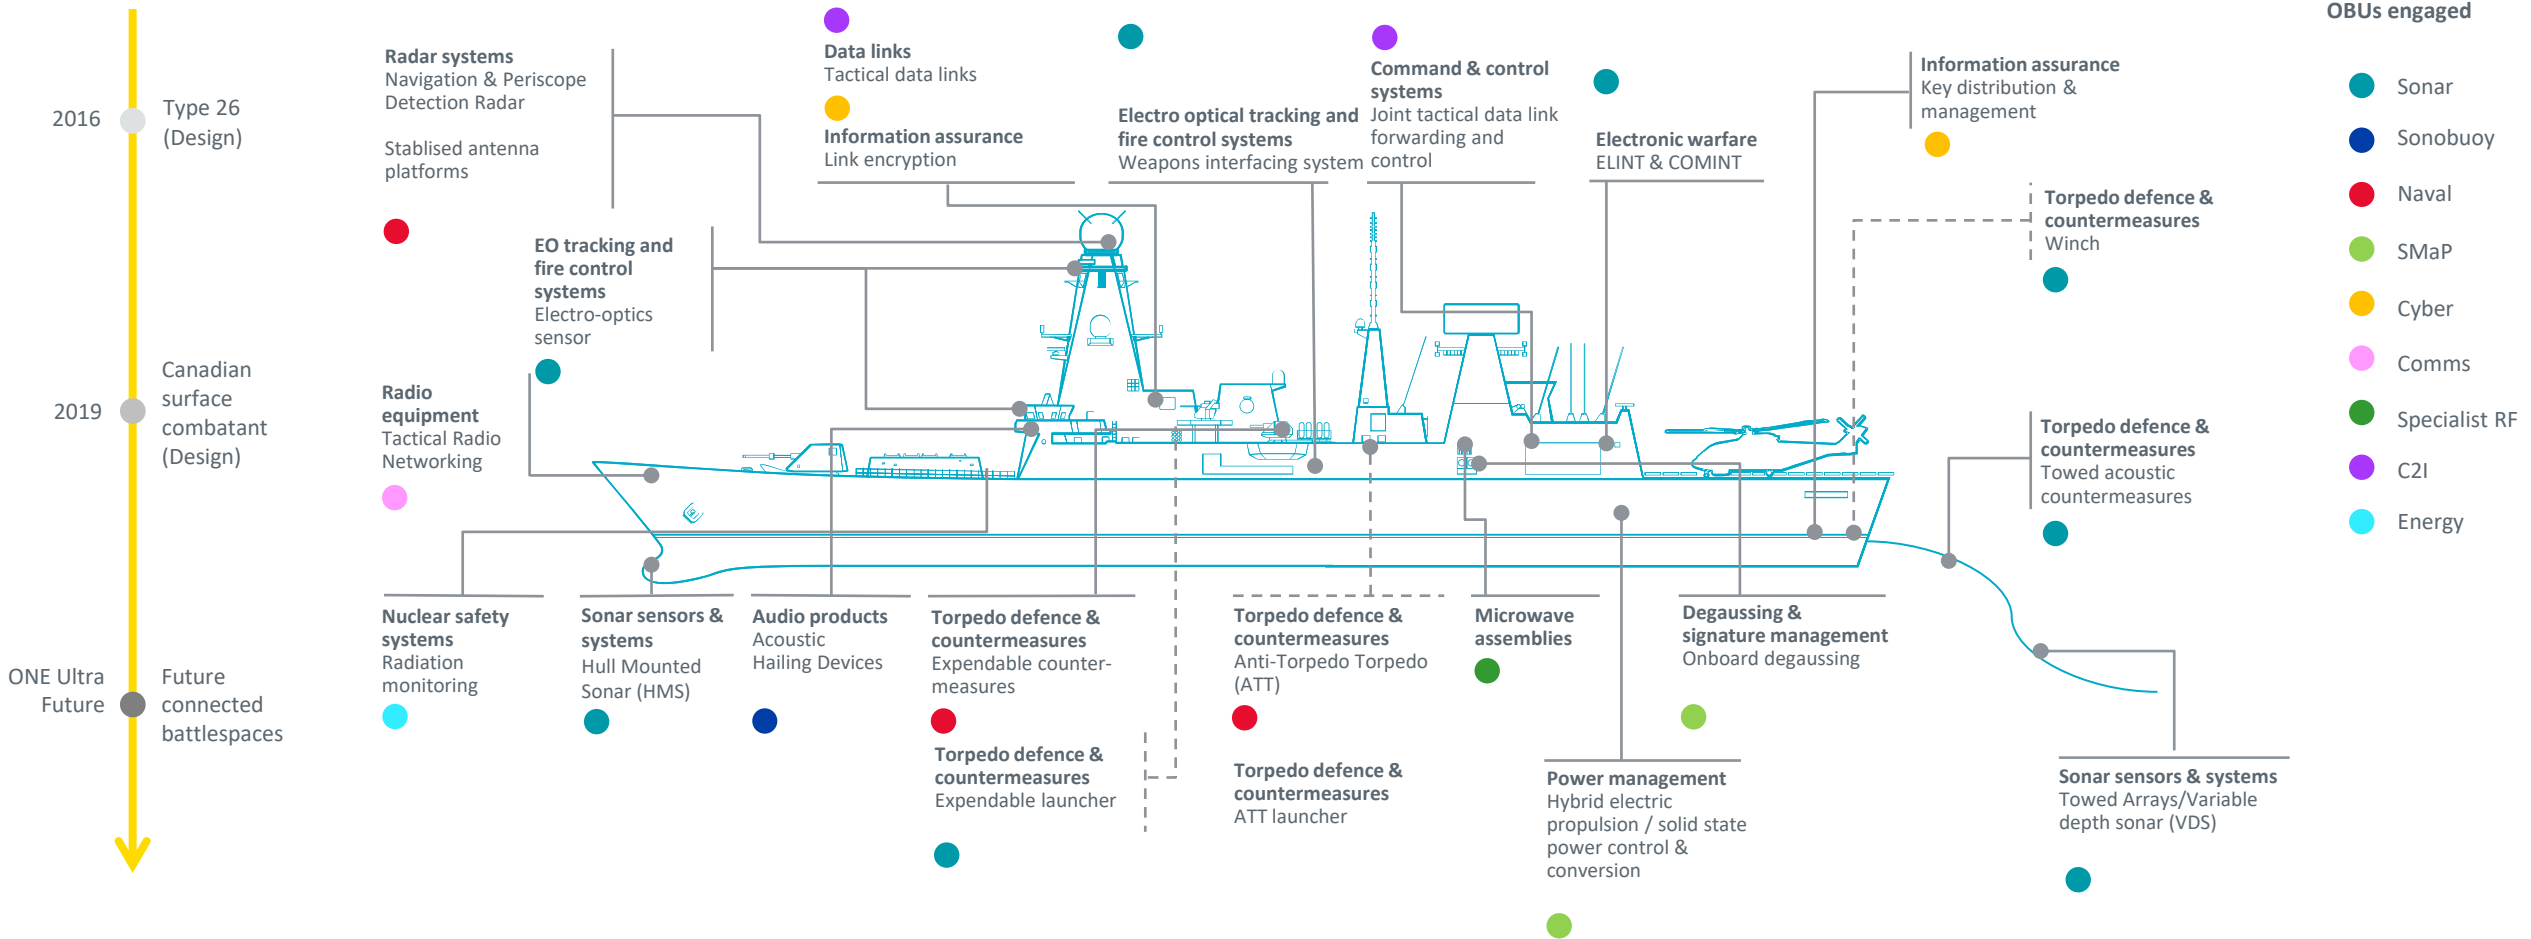 2016
Type 26
(Design)
2019
Canadian
surface
combatant
(Design)
ONE Ultra
Future
Future
connected
battlespaces
Radar systems
Navigation & Periscope
Detection Radar
Stablised antenna
platforms
EO tracking and
fire control
systems
Electro-optics
sensor
Radio
equipment
Tactical Radio
Networking
Data links
Tactical data links
Information assurance
Link encryption
Electro optical tracking and
fire control systems
Weapons interfacing system
Command & control
systems
Joint tactical data link
forwarding and
control
Electronic warfare
ELINT & COMINT
Information assurance
Key distribution &
management
Torpedo defence &
countermeasures
Winch
Torpedo defence &
countermeasures
Towed acoustic
countermeasures
Nuclear safety
systems
Radiation
monitoring
Sonar sensors &
systems
Hull Mounted
Sonar (HMS)
Audio products
Acoustic
Hailing Devices
Torpedo defence &
countermeasures
Expendable counter-
measures
Torpedo defence &
countermeasures
Expendable launcher
Torpedo defence &
countermeasures
Anti-Torpedo Torpedo
(ATT)
Torpedo defence &
countermeasures
ATT launcher
Microwave
assemblies
Power management
Hybrid electric
propulsion / solid state
power control &
conversion
Degaussing &
signature management
Onboard degaussing
Sonar sensors & systems
Towed Arrays/Variable
depth sonar (VDS)
OBUs engaged
Sonar
Sonobuoy
Naval
SMaP
Cyber
Comms
Specialist RF
C2I
Energy